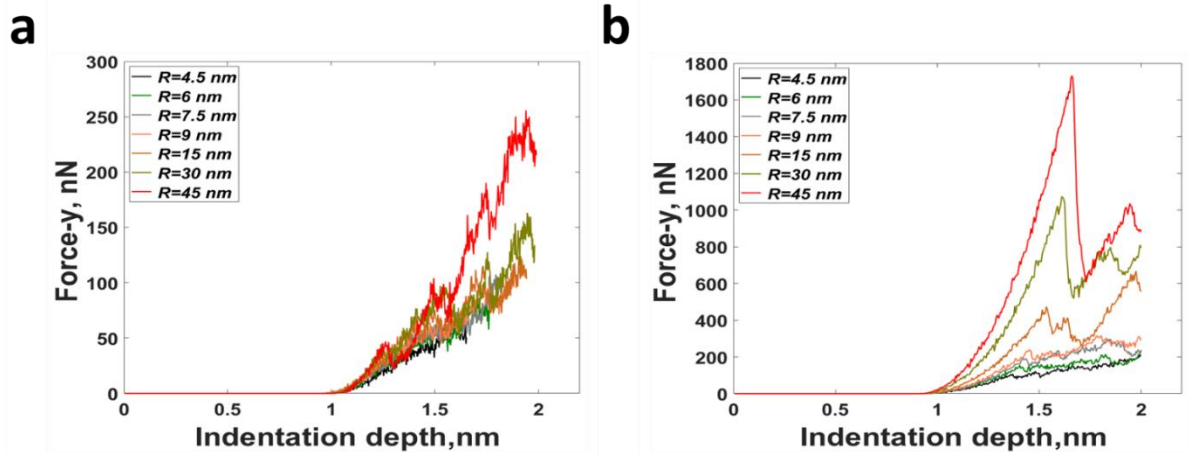 a
300
250
200
150
100
50
0
Force-y, nN
R=4.5 nm
R=6 nm
R=7.5 nm
R=9 nm
R=15 nm
R=30 nm
R=45 nm
0 0.5 1 1.5 2
Indentation depth,nm
b
1800
1600
1400
1200
1000
800
600
400
200
0
Force-y, nN
R=4.5 nm
R=6 nm
R=7.5 nm
R=9 nm
R=15 nm
R=30 nm
R=45 nm
0 0.5 1 1.5 2
Indentation depth,nm